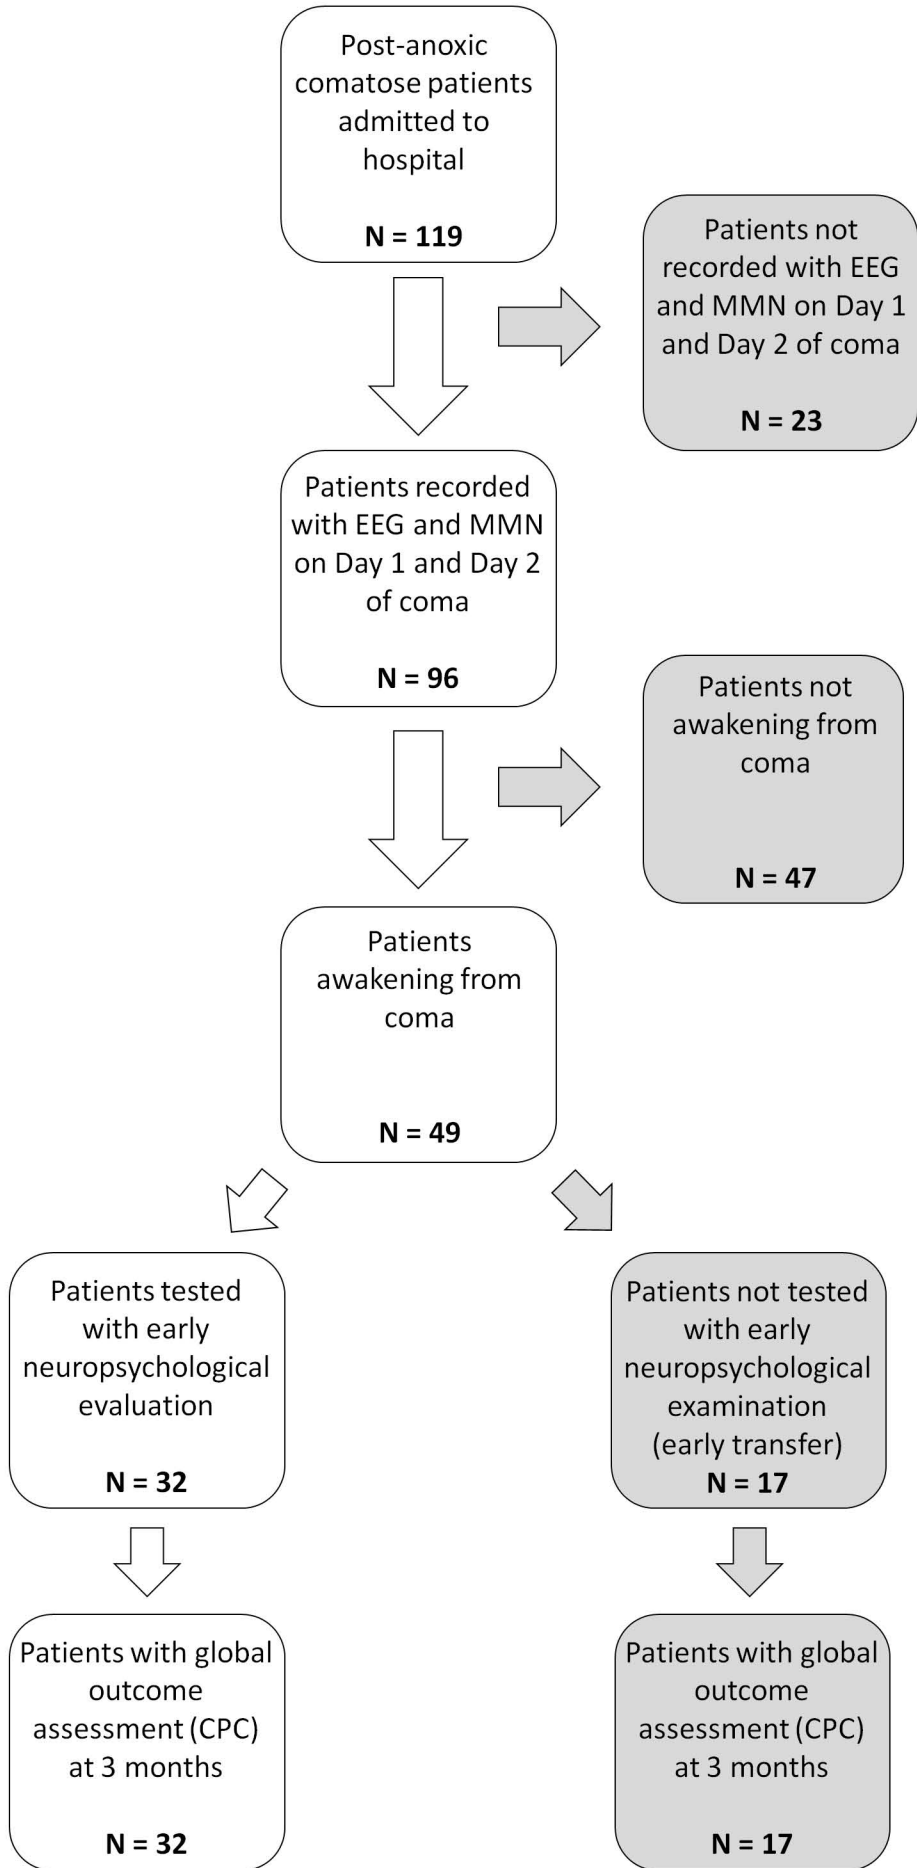 Post-anoxic
comatose patients
admitted to
hospital
N = 119
Patients not
recorded with EEG
and MMN on Day 1
and Day 2 of coma
N = 23
Patients recorded
with EEG and MMN
on Day 1 and Day 2
of coma
N = 96
Patients not
awakening from
coma
N = 47
Patients
awakening from
coma
N = 49
Patients tested
with early
neuropsychological
evaluation
N = 32
Patients not tested
with early
neuropsychological
examination
(early transfer)
N = 17
Patients with global
outcome
assessment (CPC)
at 3 months
N = 32
Patients with global
outcome
assessment (CPC)
at 3 months
N = 17